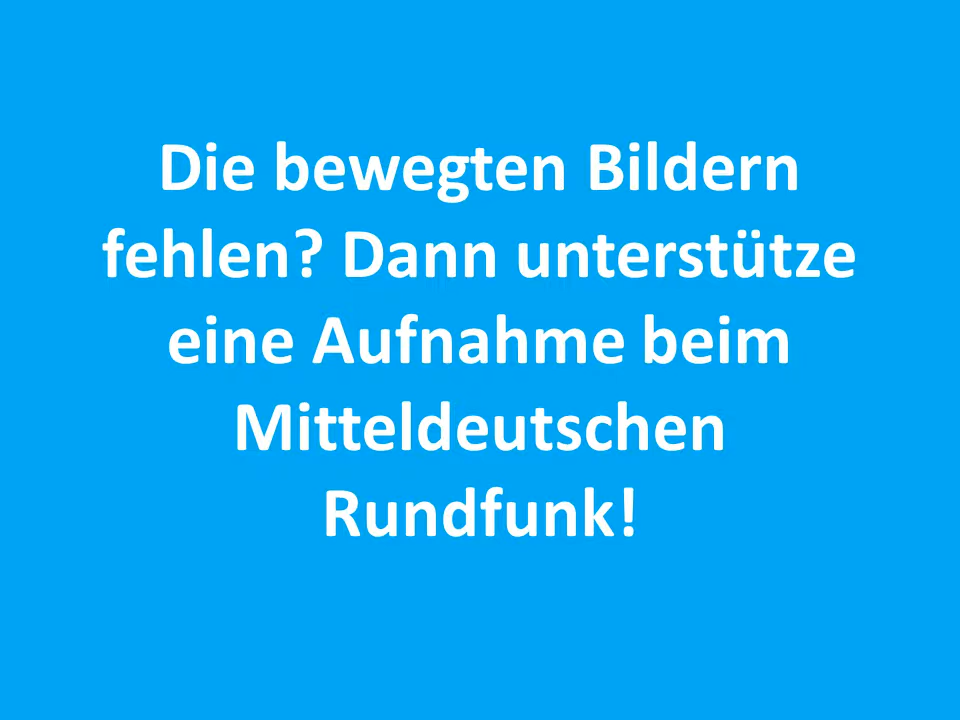 Die bewegten Bildern
fehlen? Dann unterstütze
eine Aufnahme beim
Mitteldeutschen
Rundfunk!